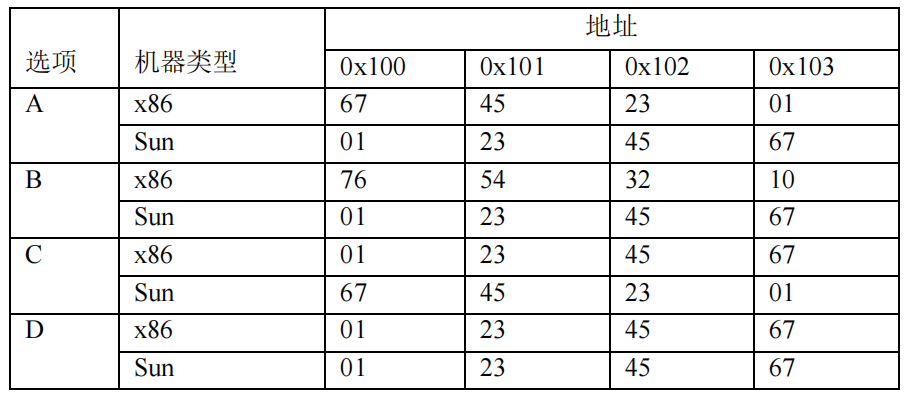 选项 机器类型 地址
0x100 0x101 0x102 0x103
A x86 67 45 23 01
Sun 01 23 45 67
B x86 76 54 32 10
Sun 01 23 45 67
C x86 01 23 45 67
Sun 67 45 23 01
D x86 01 23 45 67
Sun 01 23 45 67